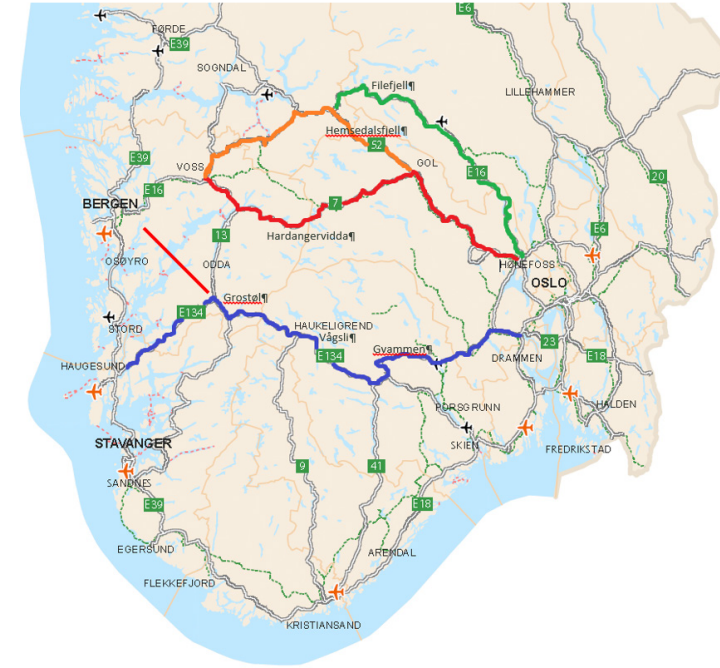 E6
FØRDE
E39
SOGNDAL
Filefjell¶
LILLEHAMMER
Hemsedalsfjell¶
52
E39
VOSS
GOL
E16
E16
20
BERGEN
7
13
Hardangervidda¶
E6
OSØYRO
ODDA
HØNEFOSS
OSLO
Grostøl¶
E134
STORD
HAUKELIGREND
Vågsli¶
Gvammen¶
23
E134
DRAMMEN
E18
HAUGESUND
PORSGRUNN
HALDEN
STAVANGER
SKIEN
FREDRIKSTAD
9
41
SANDNES
E39
E18
EGERSUND
ARENDAL
FLEKKEFJORD
KRISTIANSAND